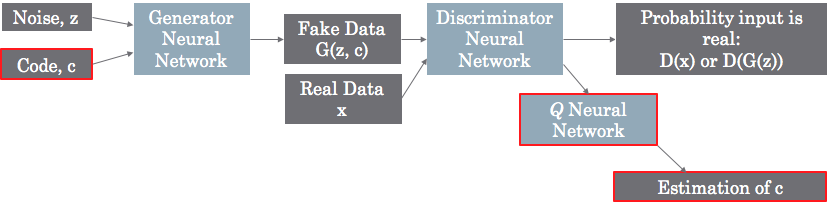 Noise, z
Code, c
Generator
Neural
Network
Fake Data
G(z, c)
Real Data
x
Discriminator
Neural
Network
Probability input is
real:
D(x) or D(G(z))
Q Neural
Network
Estimation of c